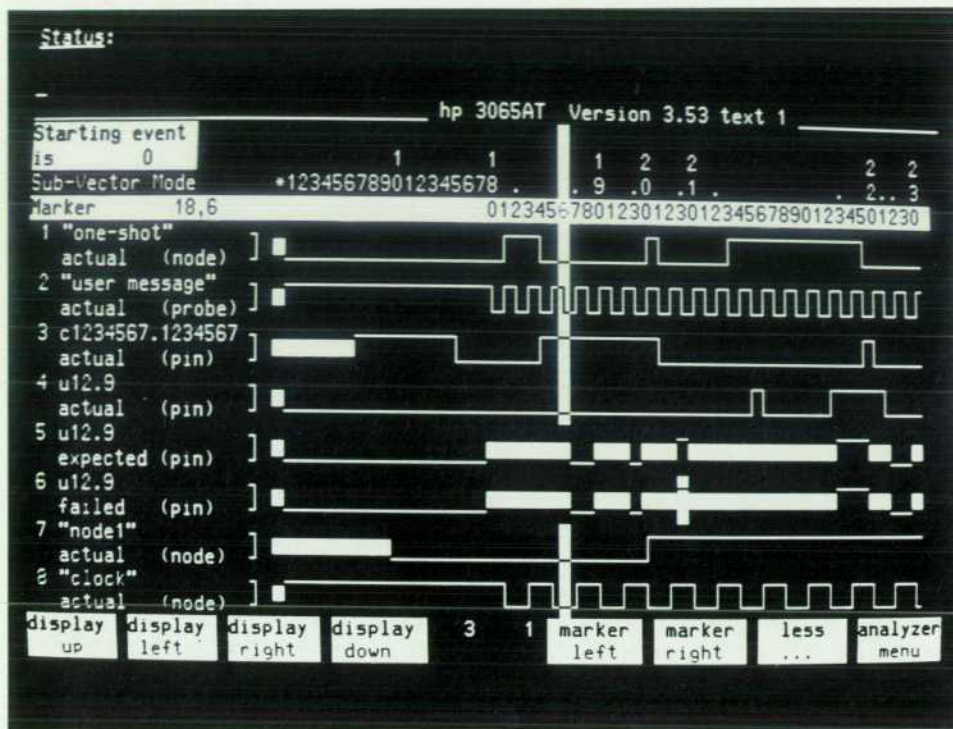 Status:
_
hp 3065AT Version 3.53 text 1
Starting event
is 0
1 1 1 2 2 2 2
Sub-Vector Mode *123456789012345678 . . 9 .0 .1 . . 2.. 3
Marker 18,6 01234567801230123012345678901234501230
1 "one-shot"
actual (node) ]
2 "user message"
actual (probe) ]
3 c1234567.1234567
actual (pin) ]
4 u12.9
actual (pin) ]
5 u12.9
expected (pin) ]
6 u12.9
failed (pin) ]
7 "node1"
actual (node) ]
8 "clock"
actual (node) ]
display up
display left
display right
display down
3 1
marker left
marker right
less ...
analyzer menu